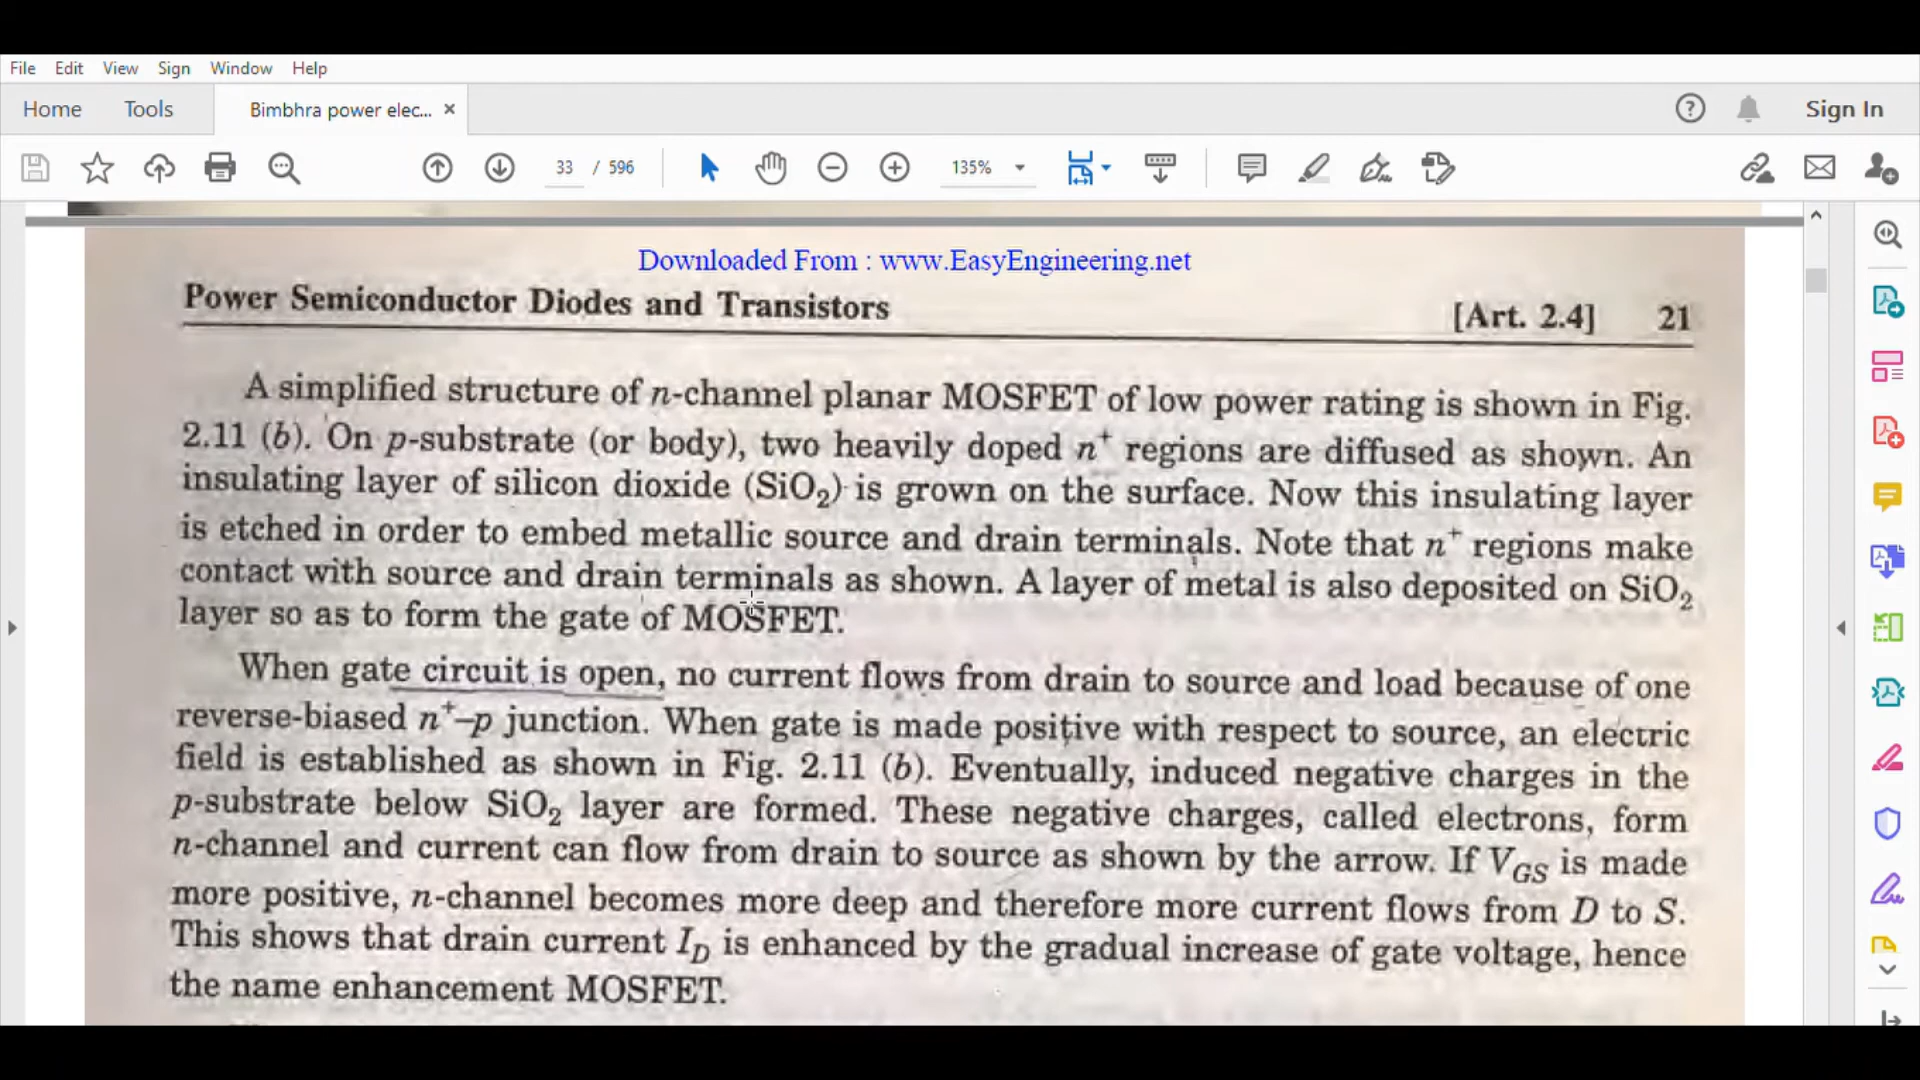 File Edit View Sign Window Help
Home Tools Bimbhra power elec... × Sign In
33 / 596 135%
Downloaded From : www.EasyEngineering.net
Power Semiconductor Diodes and Transistors [Art. 2.4] 21
A simplified structure of n-channel planar MOSFET of low power rating is shown in Fig.
2.11 (b). On p-substrate (or body), two heavily doped n⁺ regions are diffused as shown. An
insulating layer of silicon dioxide (SiO₂) is grown on the surface. Now this insulating layer
is etched in order to embed metallic source and drain terminals. Note that n⁺ regions make
contact with source and drain terminals as shown. A layer of metal is also deposited on SiO₂
layer so as to form the gate of MOSFET.
When gate circuit is open, no current flows from drain to source and load because of one
reverse-biased n⁺–p junction. When gate is made positive with respect to source, an electric
field is established as shown in Fig. 2.11 (b). Eventually, induced negative charges in the
p-substrate below SiO₂ layer are formed. These negative charges, called electrons, form
n-channel and current can flow from drain to source as shown by the arrow. If V_GS is made
more positive, n-channel becomes more deep and therefore more current flows from D to S.
This shows that drain current I_D is enhanced by the gradual increase of gate voltage, hence
the name enhancement MOSFET.